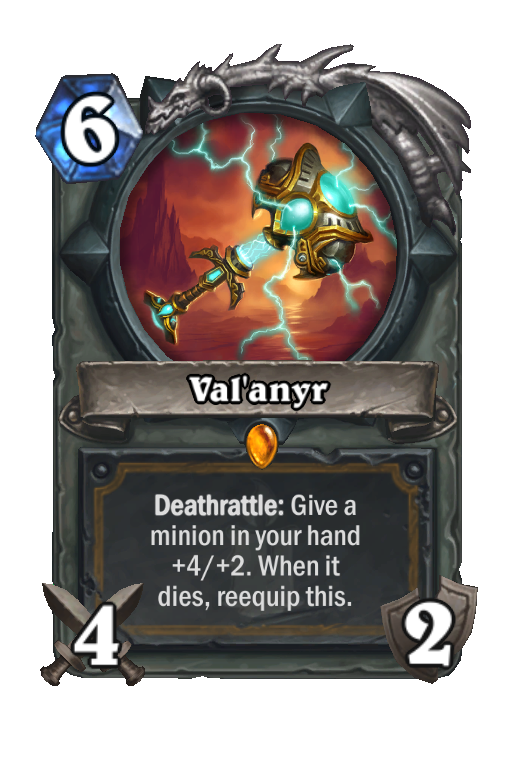 6
Val'anyr
Deathrattle: Give a
minion in your hand
+4/+2. When it
dies, reequip this.
4
2